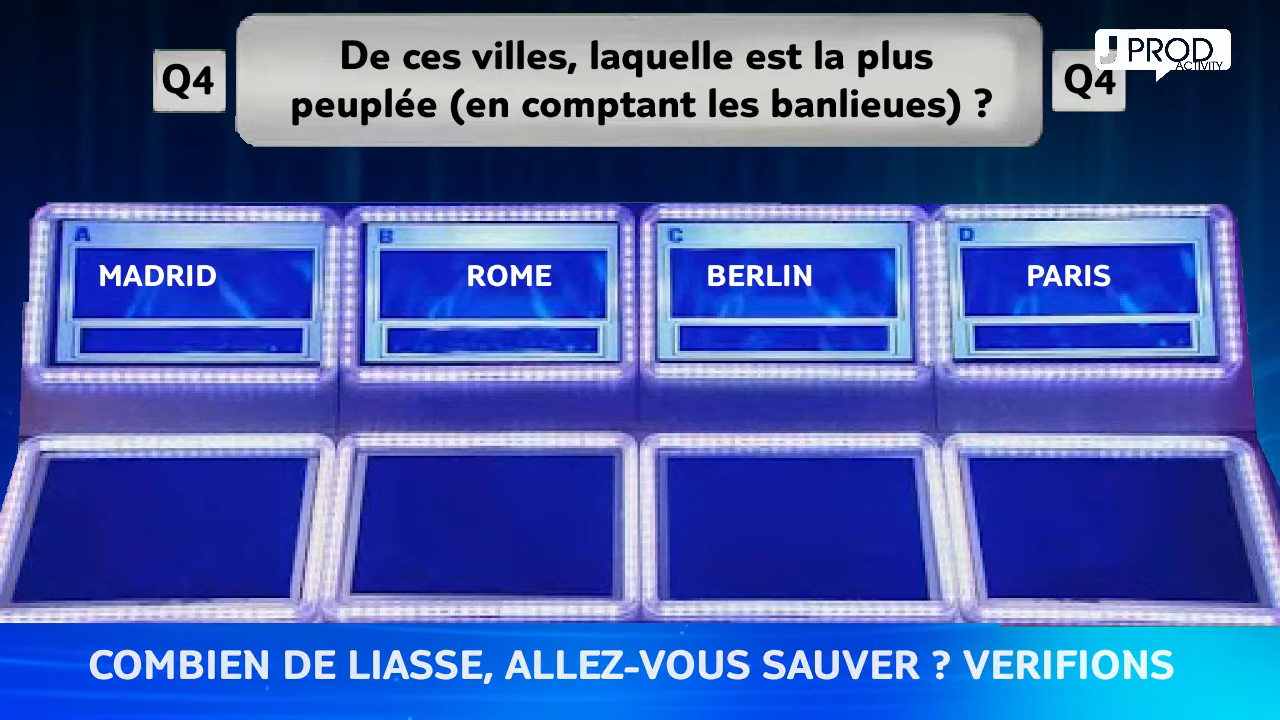 De ces villes, laquelle est la plus
peuplée (en comptant les banlieues) ?
Q4
Q4
J PROD
ACTIVITY
A
B
C
D
MADRID
ROME
BERLIN
PARIS
COMBIEN DE LIASSE, ALLEZ-VOUS SAUVER ? VERIFIONS